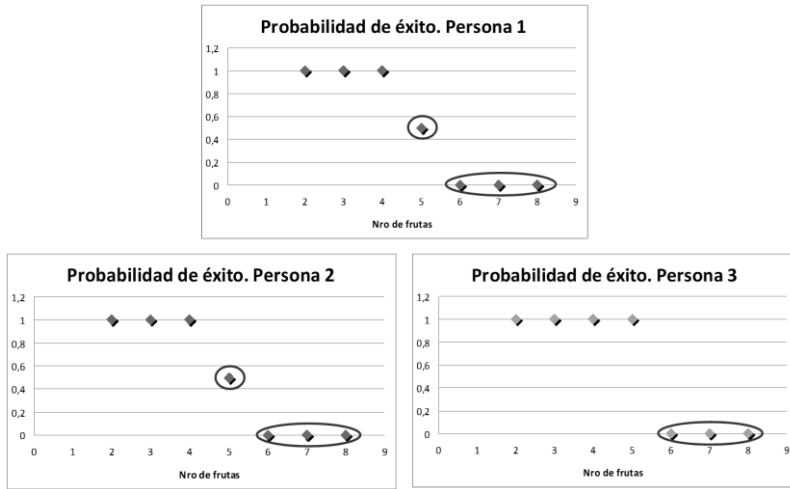 Probabilidad de éxito. Persona 1
1,2
1
0,8
0,6
0,4
0,2
0
0 1 2 3 4 5 6 7 8 9
Nro de frutas
Probabilidad de éxito. Persona 2
1,2
1
0,8
0,6
0,4
0,2
0
0 1 2 3 4 5 6 7 8 9
Nro de frutas
Probabilidad de éxito. Persona 3
1,2
1
0,8
0,6
0,4
0,2
0
0 1 2 3 4 5 6 7 8 9
Nro de frutas